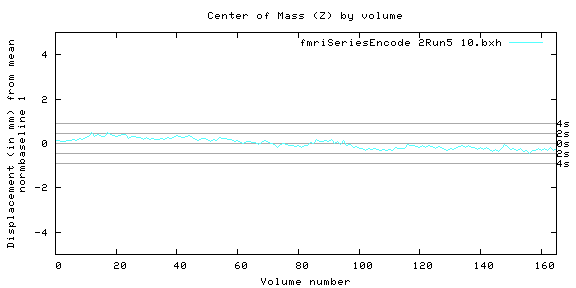 Center of Mass (Z) by volume
fmriSeriesEncode 2Run5 10.bxh
Displacement (in mm) from mean
normbaseline 1
4
2
0
-2
-4
4s
2s
0s
2s
4s
0 20 40 60 80 100 120 140 160
Volume number